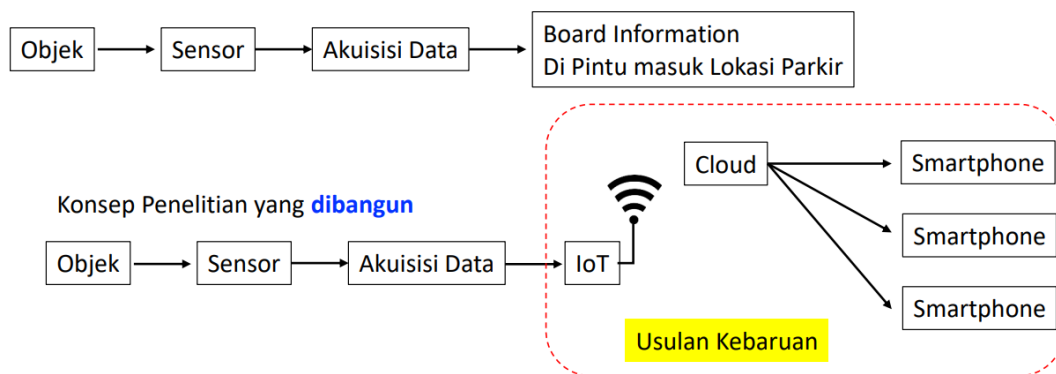 Objek
Sensor
Akuisisi Data
Board Information
Di Pintu masuk Lokasi Parkir
Cloud
Smartphone
Smartphone
Smartphone
Konsep Penelitian yang dibangun
Objek
Sensor
Akuisisi Data
IoT
Usulan Kebaruan